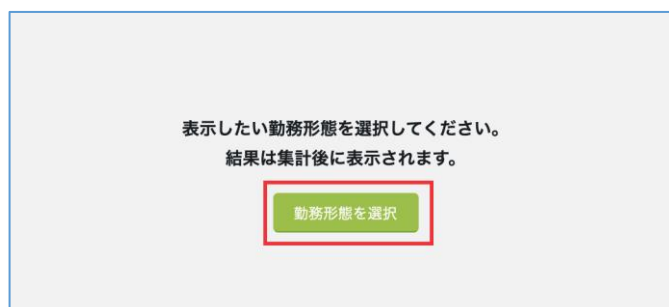 表示したい勤務形態を選択してください。
結果は集計後に表示されます。
勤務形態を選択